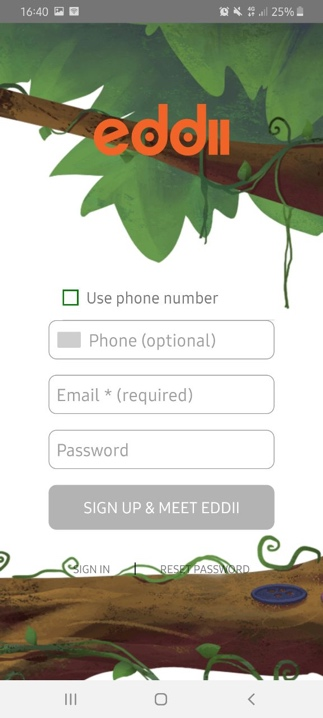 16:40
4G
25%
eddii
Use phone number
Phone (optional)
Email * (required)
Password
SIGN UP & MEET EDDII
SIGN IN | RESET PASSWORD